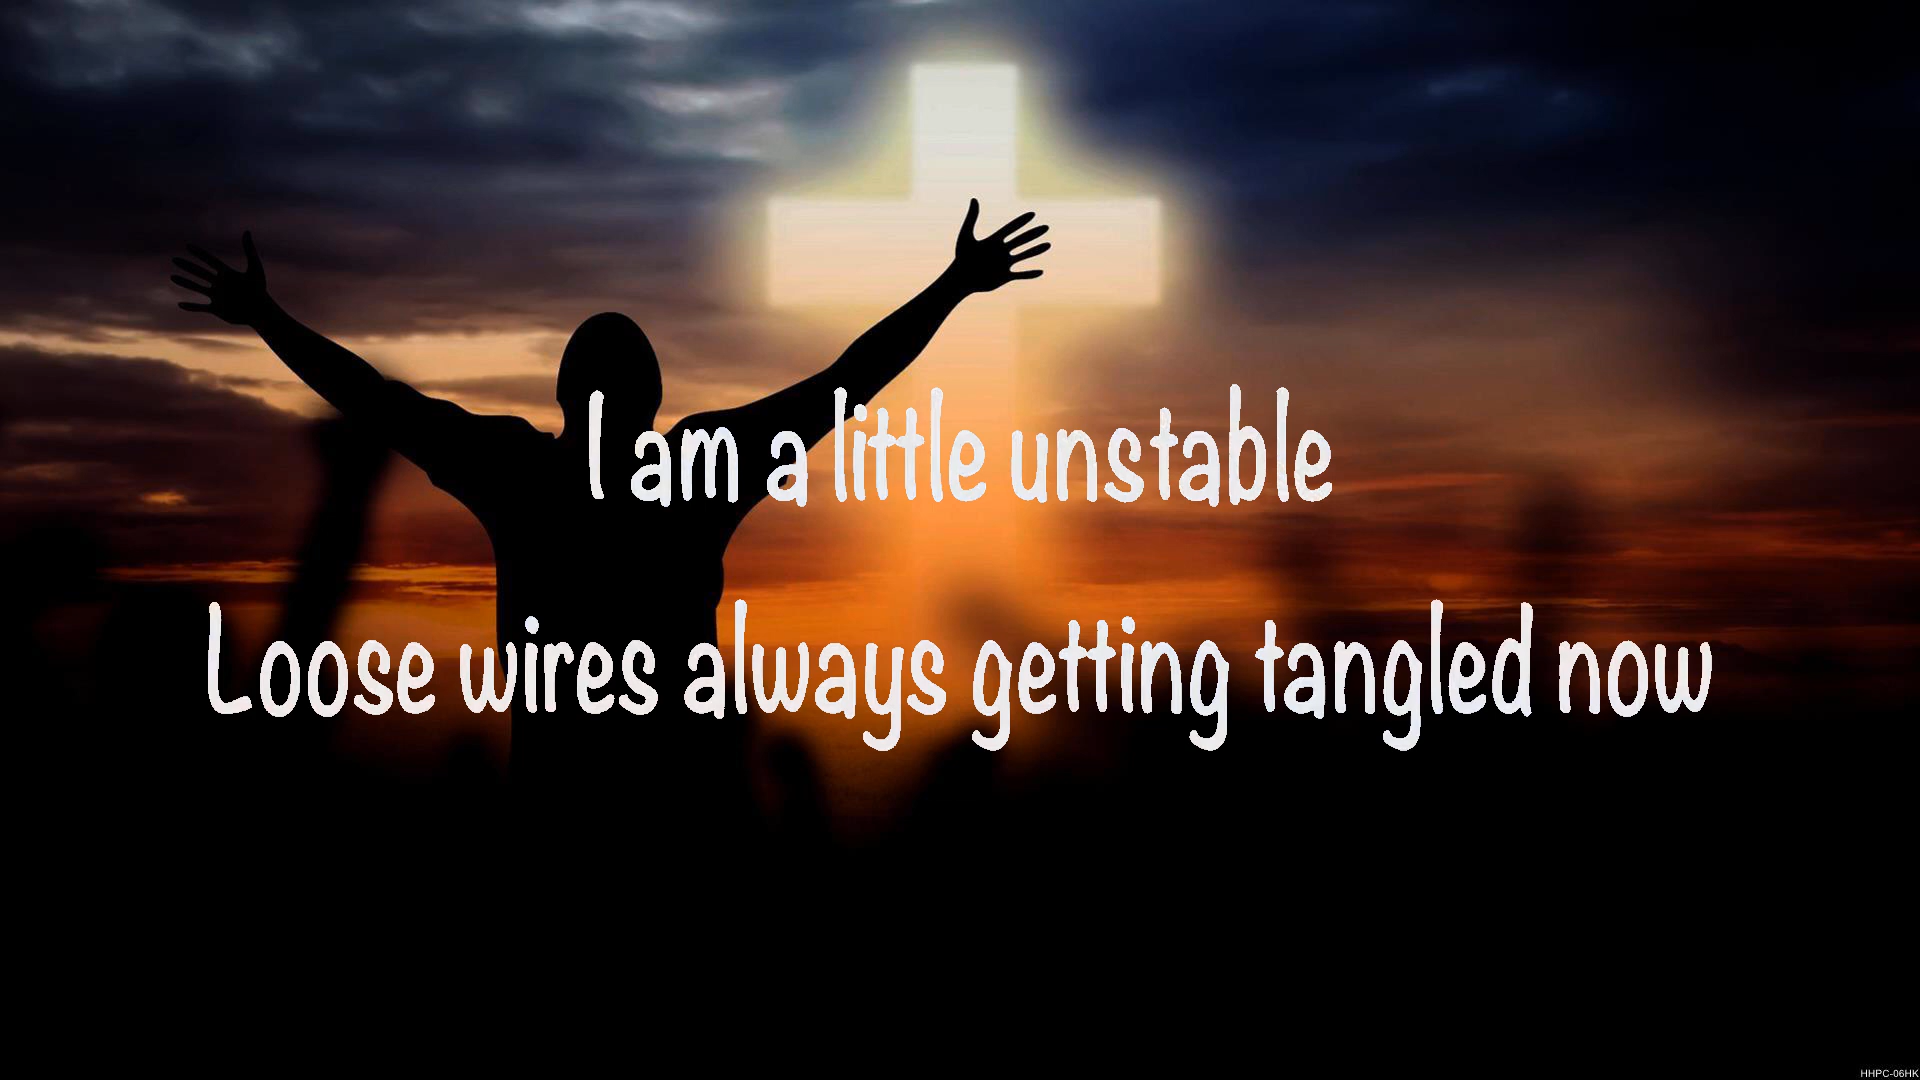 I am a little unstable
Loose wires always getting tangled now
HHPC-06HK